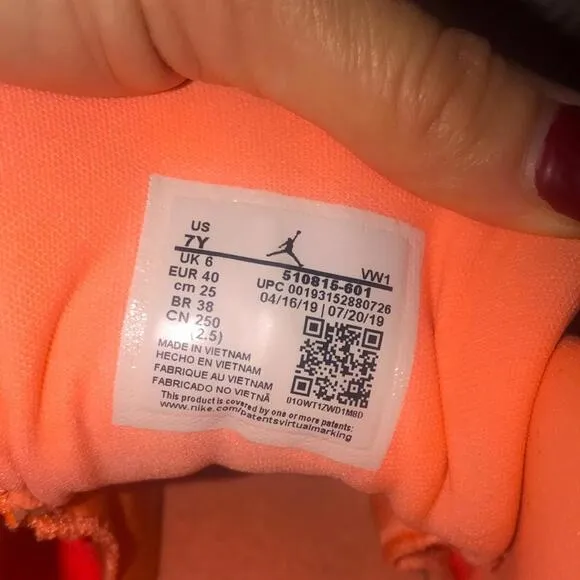 US
7Y
VW1
UK 6
510815-601
EUR 40
UPC 00193152880726
cm 25
04/16/19 | 07/20/19
BR 38
CN 250
(2.5)
MADE IN VIETNAM
HECHO EN VIETNAM
FABRIQUE AU VIETNAM
FABRICADO NO VIETNÃ
01QWT1ZWD1M8D
This product is covered by one or more patents:
www.nike.com/patentsvirtualmarking